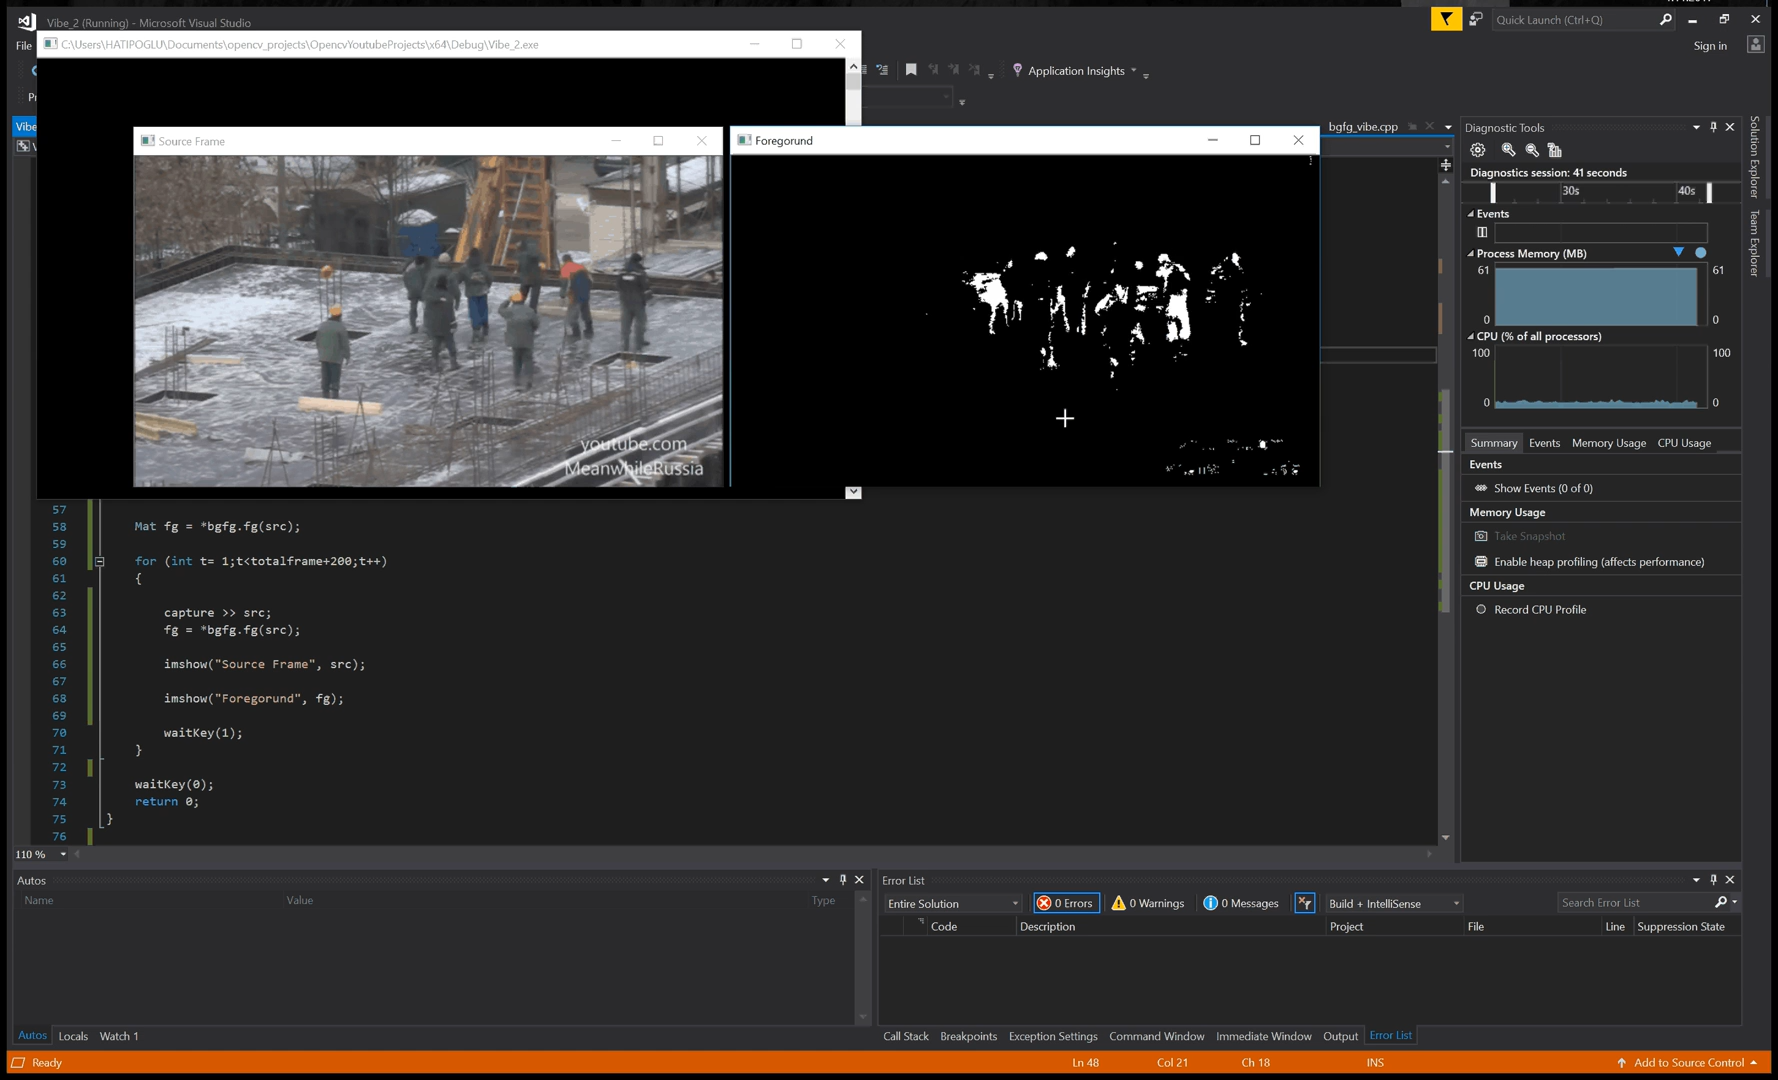 Vibe_2 (Running) - Microsoft Visual Studio
Quick Launch (Ctrl+Q)
File
C:\Users\HATIPOGLU\Documents\opencv_projects\OpencvYoutubeProjects\x64\Debug\Vibe_2.exe
Sign in
Application Insights
Vibe
Source Frame
Foregorund
bgfg_vibe.cpp
Diagnostic Tools
Solution Explorer
Team Explorer
Diagnostics session: 41 seconds
30s
40s
Events
Process Memory (MB)
61
61
0
0
CPU (% of all processors)
100
100
0
0
youtube.com
MeanwhileRussia
Summary Events Memory Usage CPU Usage
Events
Show Events (0 of 0)
Memory Usage
Take Snapshot
Enable heap profiling (affects performance)
CPU Usage
Record CPU Profile
57
58 Mat fg = *bgfg.fg(src);
59
60 for (int t= 1;t<totalframe+200;t++)
61 {
62
63 capture >> src;
64 fg = *bgfg.fg(src);
65
66 imshow("Source Frame", src);
67
68 imshow("Foregorund", fg);
69
70 waitKey(1);
71 }
72
73 waitKey(0);
74 return 0;
75 }
76
110 %
Autos
Name Value Type
Error List
Entire Solution 0 Errors 0 Warnings 0 Messages Build + IntelliSense Search Error List
Code Description Project File Line Suppression State
Autos Locals Watch 1
Call Stack Breakpoints Exception Settings Command Window Immediate Window Output Error List
Ready Ln 48 Col 21 Ch 18 INS Add to Source Control